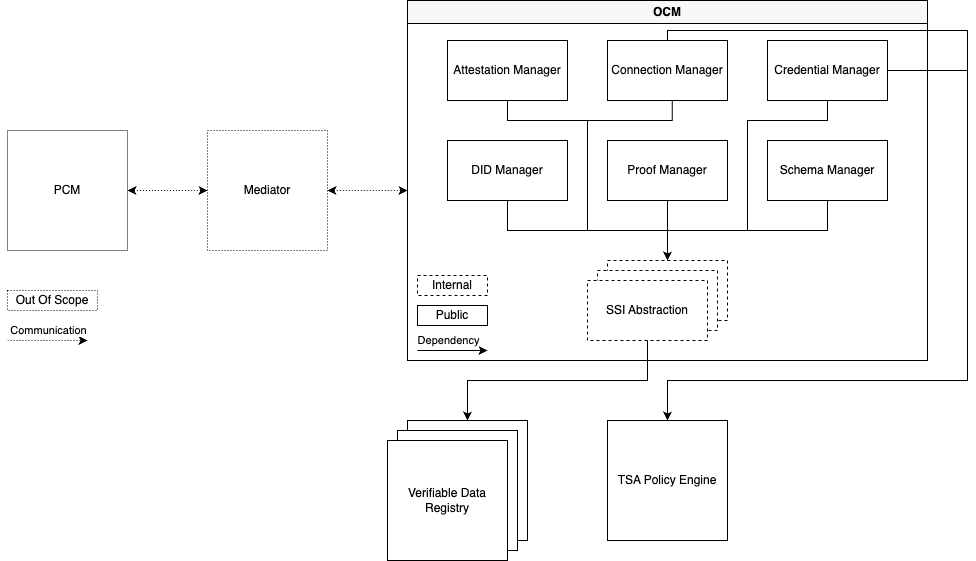 OCM
Attestation Manager
Connection Manager
Credential Manager
DID Manager
Proof Manager
Schema Manager
PCM
Mediator
Out Of Scope
Communication
Internal
Public
Dependency
SSI Abstraction
Verifiable Data
Registry
TSA Policy Engine